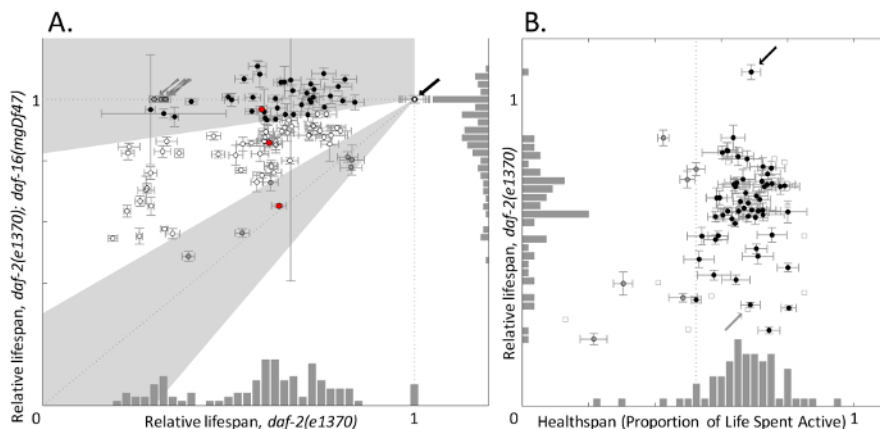 A.
B.
Relative lifespan, daf-2(e1370); daf-16(mgDf47)
1
0
Relative lifespan, daf-2(e1370)
1
Relative lifespan, daf-2(e1370)
1
0
Healthspan (Proportion of Life Spent Active)
1